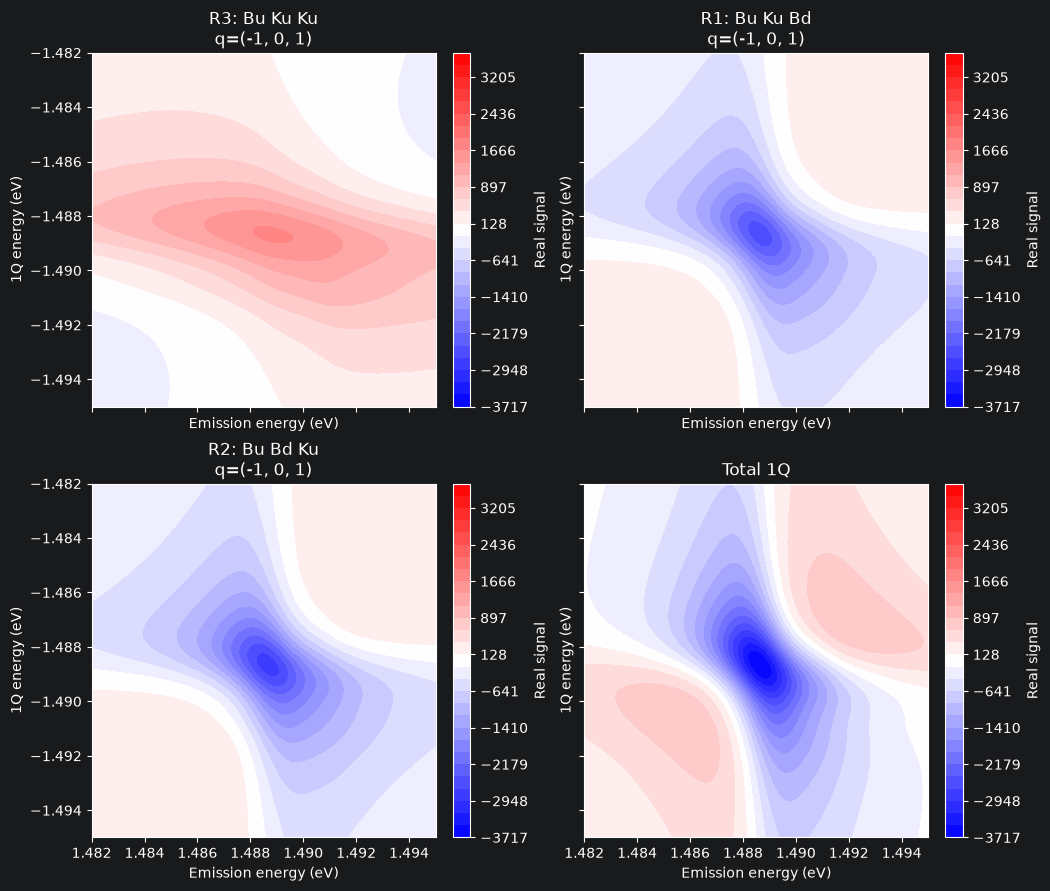 R3: Bu Ku Ku
q=(-1, 0, 1)
−1.482
−1.484
−1.486
−1.488
−1.490
−1.492
−1.494
1Q energy (eV)
Emission energy (eV)
3205
2436
1666
897
128
−641
−1410
−2179
−2948
−3717
Real signal
R1: Bu Ku Bd
q=(-1, 0, 1)
1Q energy (eV)
Emission energy (eV)
3205
2436
1666
897
128
−641
−1410
−2179
−2948
−3717
Real signal
R2: Bu Bd Ku
q=(-1, 0, 1)
−1.482
−1.484
−1.486
−1.488
−1.490
−1.492
−1.494
1Q energy (eV)
1.482 1.484 1.486 1.488 1.490 1.492 1.494
Emission energy (eV)
3205
2436
1666
897
128
−641
−1410
−2179
−2948
−3717
Real signal
Total 1Q
1Q energy (eV)
1.482 1.484 1.486 1.488 1.490 1.492 1.494
Emission energy (eV)
3205
2436
1666
897
128
−641
−1410
−2179
−2948
−3717
Real signal